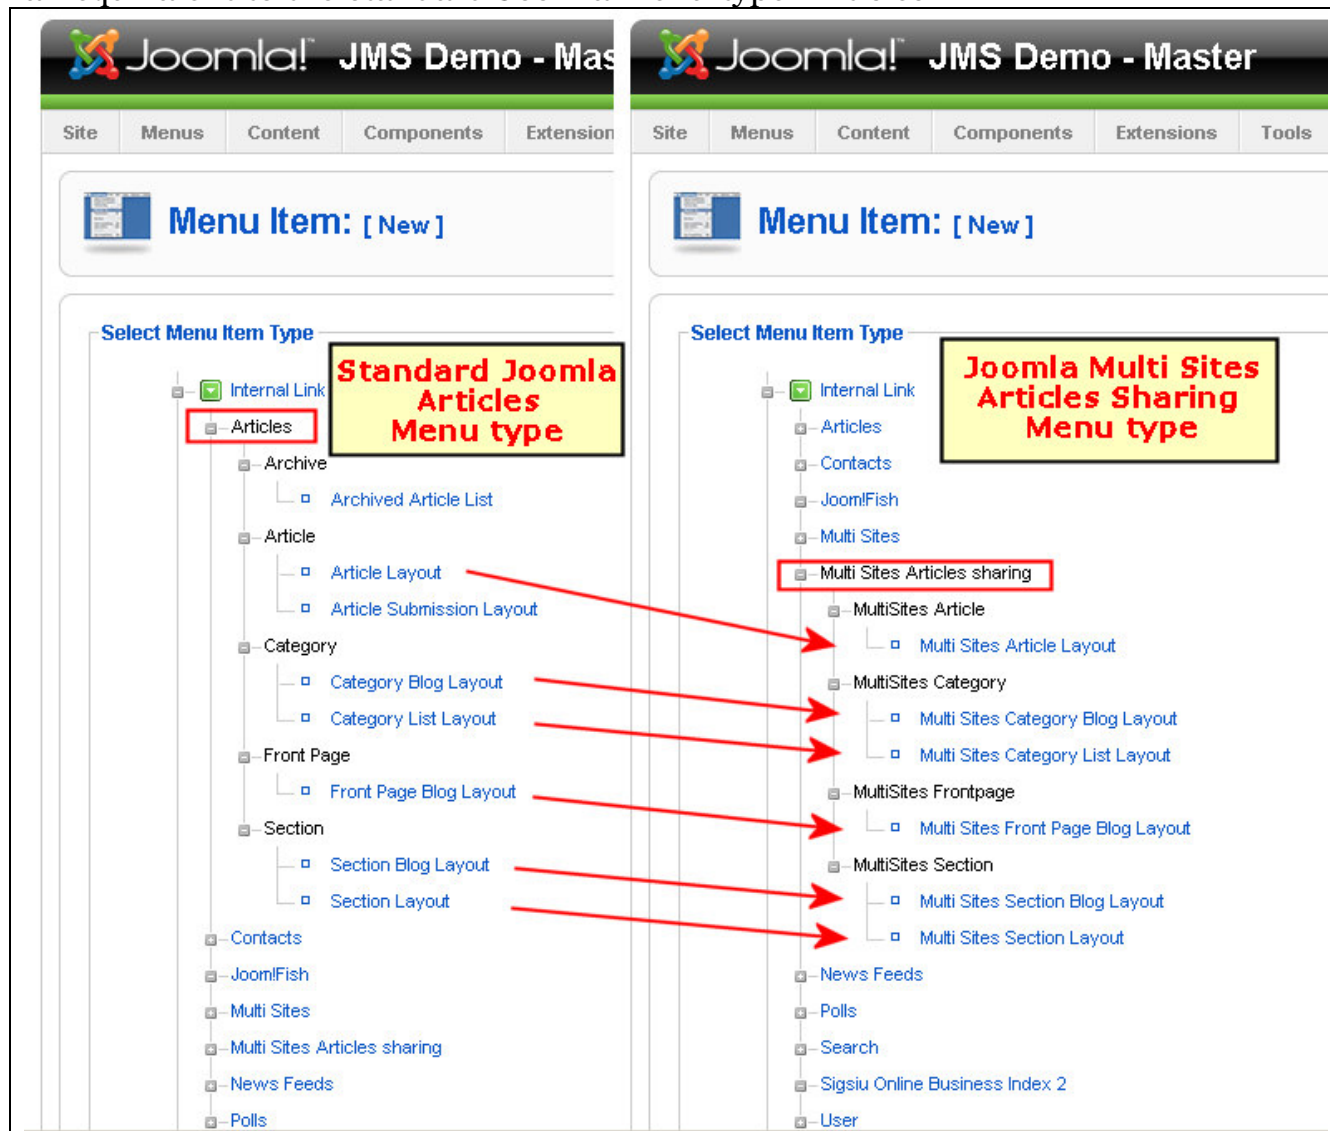 Joomla!™ JMS Demo - Mas
Site Menus Content Components Extension
Menu Item: [ New ]
Select Menu Item Type
Standard Joomla
Articles
Menu type
Internal Link
Articles
Archive
Archived Article List
Article
Article Layout
Article Submission Layout
Category
Category Blog Layout
Category List Layout
Front Page
Front Page Blog Layout
Section
Section Blog Layout
Section Layout
Contacts
Joom!Fish
Multi Sites
Multi Sites Articles sharing
News Feeds
Polls
Joomla!™ JMS Demo - Master
Site Menus Content Components Extensions Tools
Menu Item: [ New ]
Select Menu Item Type
Joomla Multi Sites
Articles Sharing
Menu type
Internal Link
Articles
Contacts
Joom!Fish
Multi Sites
Multi Sites Articles sharing
MultiSites Article
Multi Sites Article Layout
MultiSites Category
Multi Sites Category Blog Layout
Multi Sites Category List Layout
MultiSites Frontpage
Multi Sites Front Page Blog Layout
MultiSites Section
Multi Sites Section Blog Layout
Multi Sites Section Layout
News Feeds
Polls
Search
Sigsiu Online Business Index 2
User